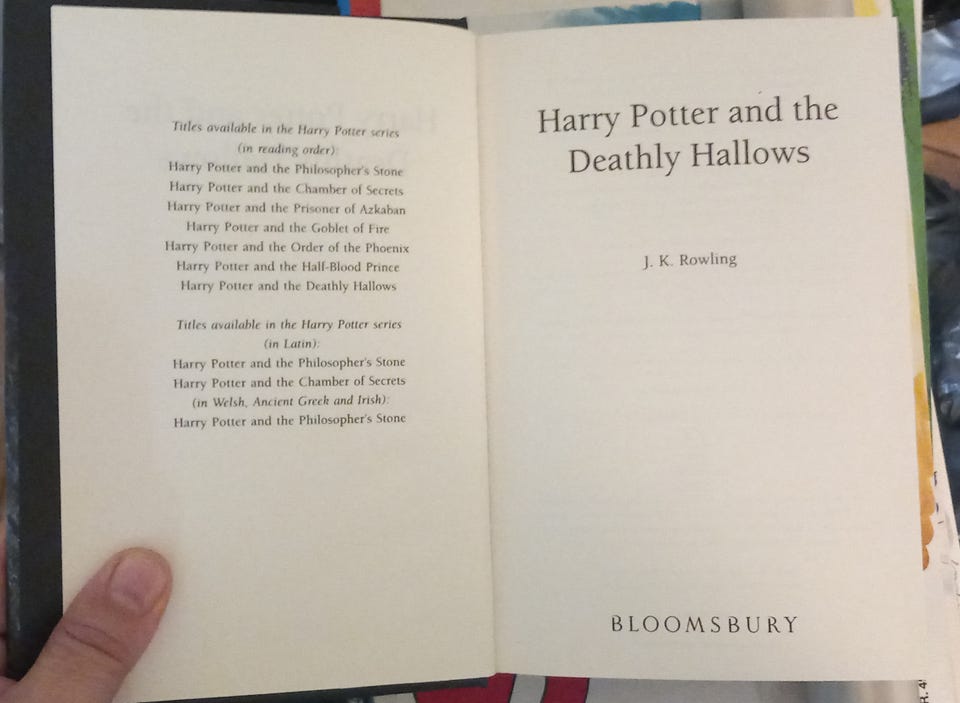 Titles available in the Harry Potter series
(in reading order):
Harry Potter and the Philosopher's Stone
Harry Potter and the Chamber of Secrets
Harry Potter and the Prisoner of Azkaban
Harry Potter and the Goblet of Fire
Harry Potter and the Order of the Phoenix
Harry Potter and the Half-Blood Prince
Harry Potter and the Deathly Hallows
Titles available in the Harry Potter series
(in Latin):
Harry Potter and the Philosopher's Stone
Harry Potter and the Chamber of Secrets
(in Welsh, Ancient Greek and Irish):
Harry Potter and the Philosopher's Stone
Harry Potter and the
Deathly Hallows
J. K. Rowling
BLOOMSBURY